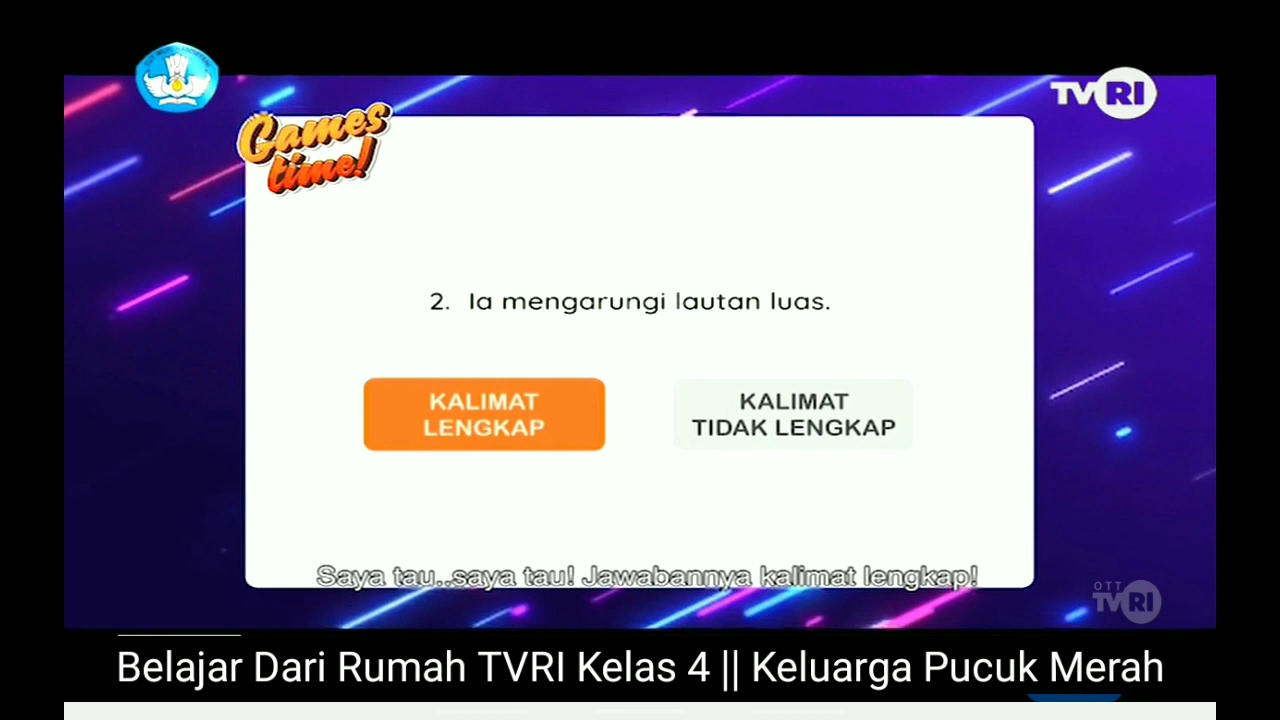 TVRI
Games
time!
2. Ia mengarungi lautan luas.
KALIMAT
LENGKAP
KALIMAT
TIDAK LENGKAP
Saya tau..saya tau! Jawabannya kalimat lengkap!
OTT
TVRI
Belajar Dari Rumah TVRI Kelas 4 || Keluarga Pucuk Merah